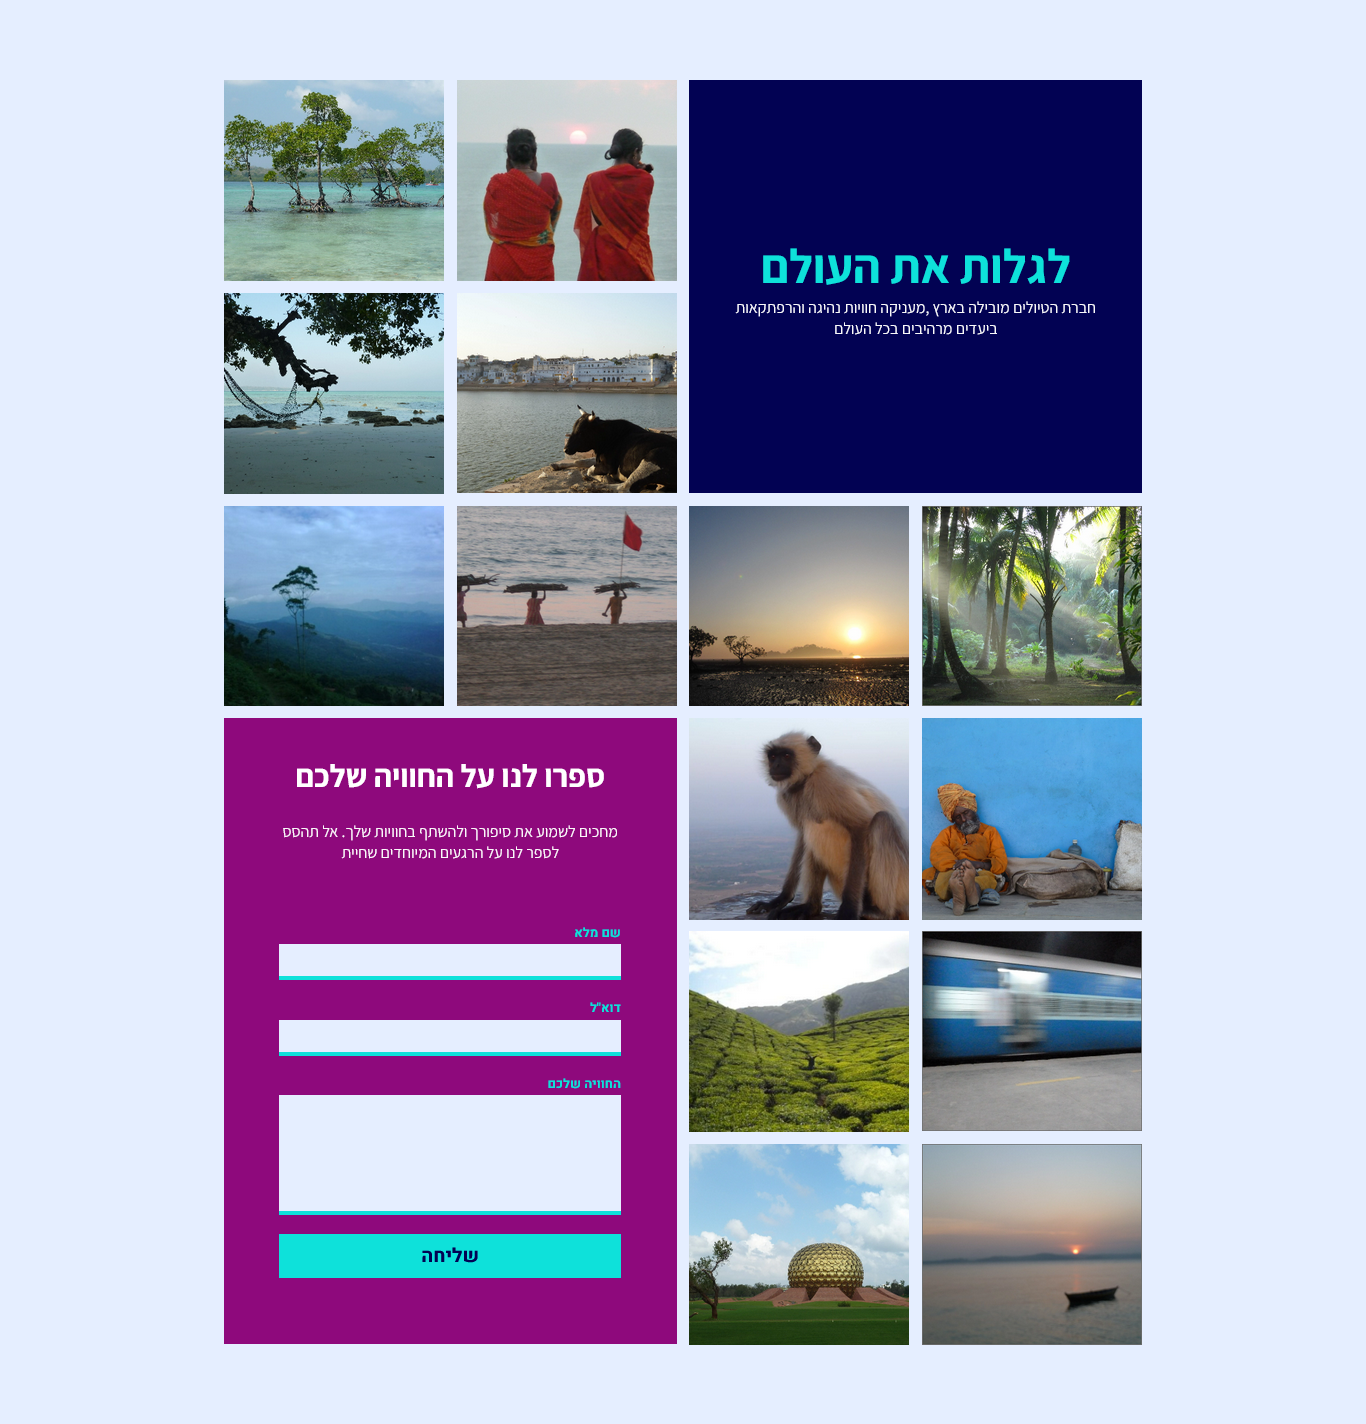 לגלות את העולם
חברת הטיולים מובילה בארץ ,מעניקה חוויות נהיגה והרפתקאות
ביעדים מרהיבים בכל העולם
ספרו לנו על החוויה שלכם
מחכים לשמוע את סיפורך ולהשתף בחוויות שלך. אל תהסס
לספר לנו על הרגעים המיוחדים שחיית
שם מלא
דוא"ל
החוויה שלכם
שליחה